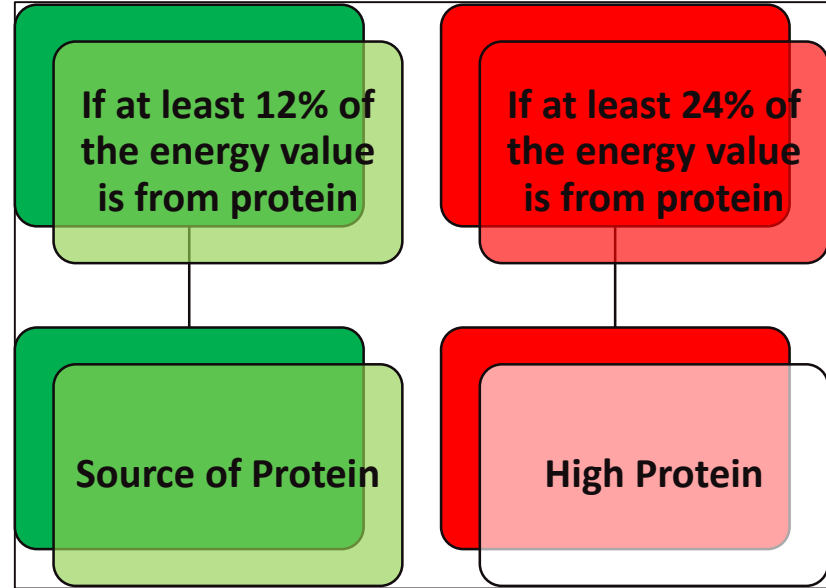 If at least 12% of
the energy value
is from protein
If at least 24% of
the energy value
is from protein
Source of Protein
High Protein